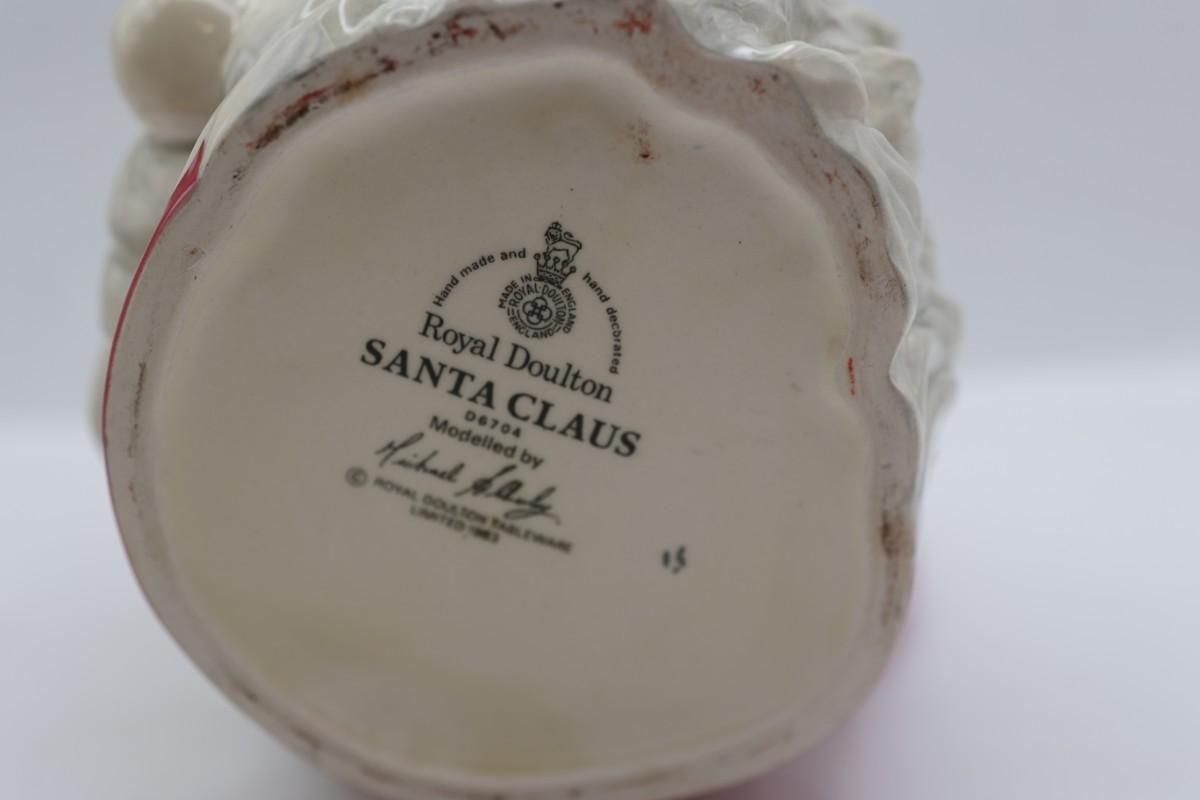 Hand made and hand decorated
MADE IN ENGLAND
ROYAL·DOULTON
ENGLAND
Royal Doulton
SANTA CLAUS
D6704
Modelled by
Michael
© ROYAL DOULTON TABLEWARE
LIMITED 1983